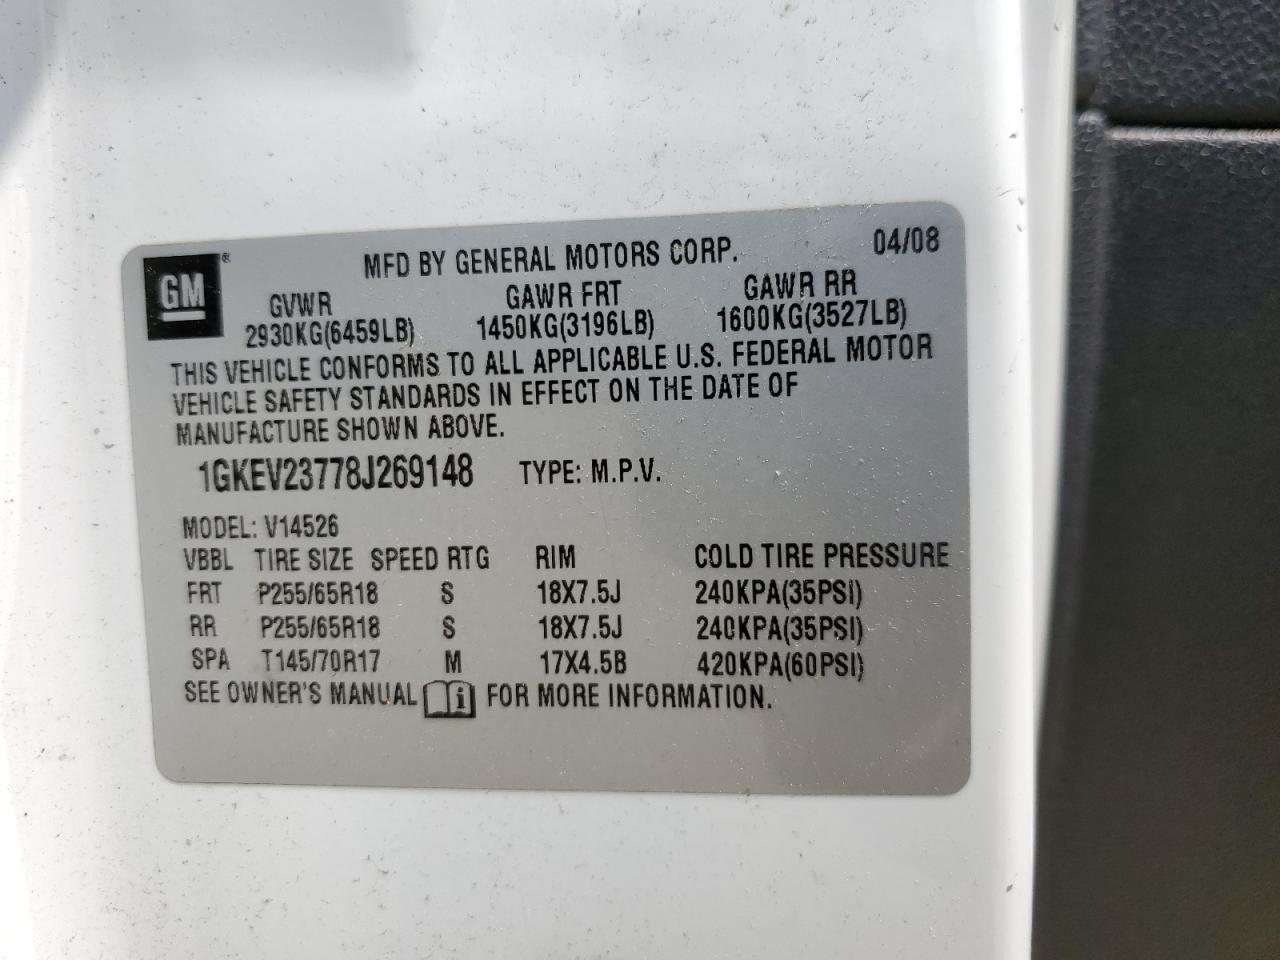 GM®
MFD BY GENERAL MOTORS CORP. 04/08
GVWR GAWR FRT GAWR RR
2930KG(6459LB) 1450KG(3196LB) 1600KG(3527LB)
THIS VEHICLE CONFORMS TO ALL APPLICABLE U.S. FEDERAL MOTOR
VEHICLE SAFETY STANDARDS IN EFFECT ON THE DATE OF
MANUFACTURE SHOWN ABOVE.
1GKEV23778J269148 TYPE: M.P.V.
MODEL: V14526
VBBL TIRE SIZE SPEED RTG RIM COLD TIRE PRESSURE
FRT P255/65R18 S 18X7.5J 240KPA(35PSI)
RR P255/65R18 S 18X7.5J 240KPA(35PSI)
SPA T145/70R17 M 17X4.5B 420KPA(60PSI)
SEE OWNER'S MANUAL i FOR MORE INFORMATION.